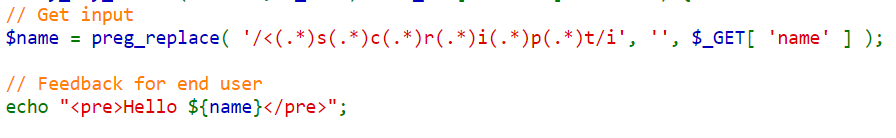 // Get input
$name = preg_replace( '/<(.*)s(.*)c(.*)r(.*)i(.*)p(.*)t/i', '', $_GET[ 'name' ] );
// Feedback for end user
echo "<pre>Hello ${name}</pre>";